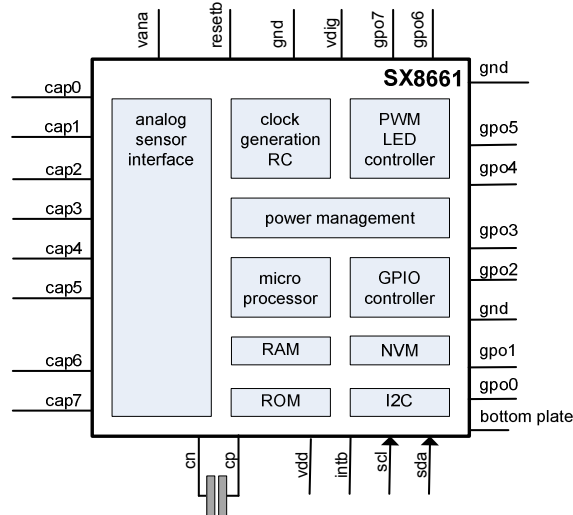 vana
resetb
gnd
vdig
gpo7
gpo6
SX8661
gnd
cap0
cap1
cap2
cap3
cap4
cap5
cap6
cap7
analog
sensor
interface
clock
generation
RC
PWM
LED
controller
power management
micro
processor
GPIO
controller
RAM
NVM
ROM
I2C
gpo5
gpo4
gpo3
gpo2
gnd
gpo1
gpo0
bottom plate
cn
cp
vdd
intb
scl
sda